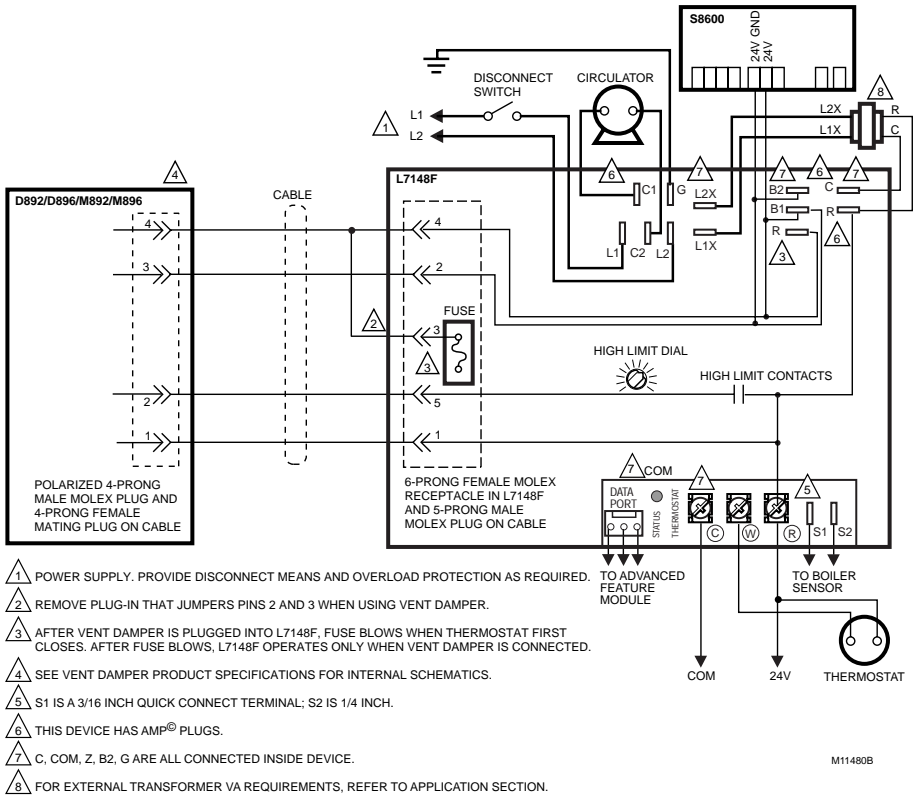 S8600
24V GND
24V
DISCONNECT
SWITCH
CIRCULATOR
L1
L2
1
L2X
L1X
8
R
C
4
CABLE
L7148F
6
C1
G
7
L2X
7
B2
6
C
7
B1
R
R
6
3
L1
C2
L2
L1X
D892/D896/M892/M896
4
4
3
2
FUSE
2
3
3
HIGH LIMIT DIAL
HIGH LIMIT CONTACTS
2
5
1
1
POLARIZED 4-PRONG
MALE MOLEX PLUG AND
4-PRONG FEMALE
MATING PLUG ON CABLE
6-PRONG FEMALE MOLEX
RECEPTACLE IN L7148F
AND 5-PRONG MALE
MOLEX PLUG ON CABLE
7
COM
DATA
PORT
STATUS
THERMOSTAT
7
C
W
R
5
S1
S2
TO ADVANCED
FEATURE
MODULE
TO BOILER
SENSOR
COM
24V
THERMOSTAT
1 POWER SUPPLY. PROVIDE DISCONNECT MEANS AND OVERLOAD PROTECTION AS REQUIRED.
2 REMOVE PLUG-IN THAT JUMPERS PINS 2 AND 3 WHEN USING VENT DAMPER.
3 AFTER VENT DAMPER IS PLUGGED INTO L7148F, FUSE BLOWS WHEN THERMOSTAT FIRST
CLOSES. AFTER FUSE BLOWS, L7148F OPERATES ONLY WHEN VENT DAMPER IS CONNECTED.
4 SEE VENT DAMPER PRODUCT SPECIFICATIONS FOR INTERNAL SCHEMATICS.
5 S1 IS A 3/16 INCH QUICK CONNECT TERMINAL; S2 IS 1/4 INCH.
6 THIS DEVICE HAS AMP© PLUGS.
7 C, COM, Z, B2, G ARE ALL CONNECTED INSIDE DEVICE.
8 FOR EXTERNAL TRANSFORMER VA REQUIREMENTS, REFER TO APPLICATION SECTION.
M11480B